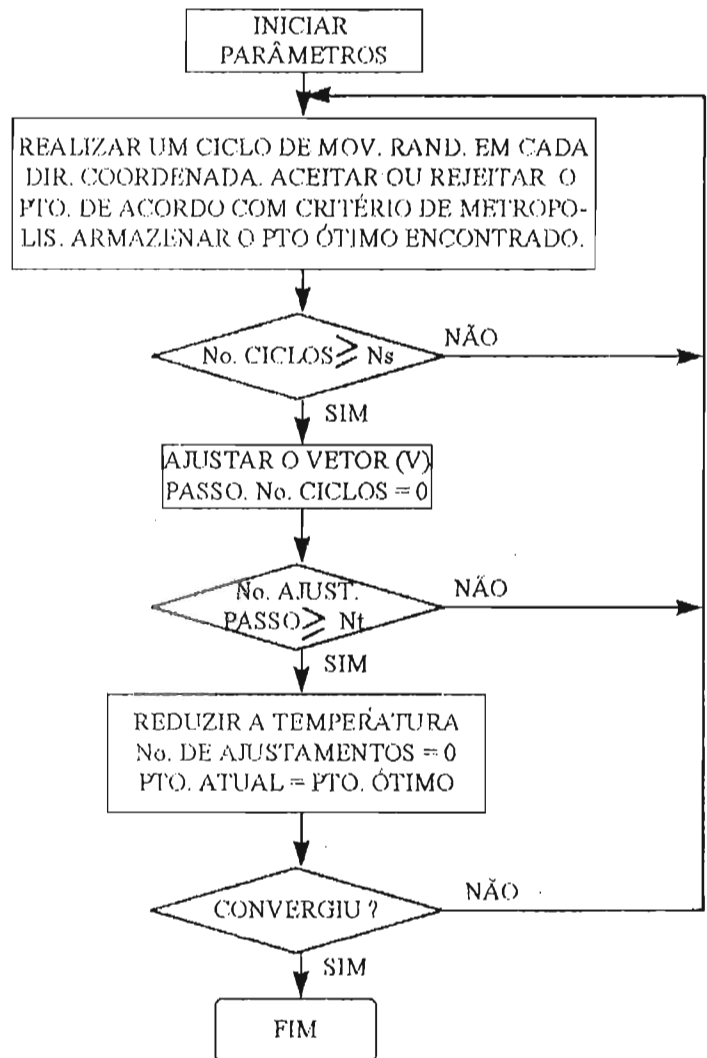 INICIAR
PARÂMETROS
REALIZAR UM CICLO DE MOV. RAND. EM CADA
DIR. COORDENADA. ACEITAR OU REJEITAR O
PTO. DE ACORDO COM CRITÉRIO DE METROPO-
LIS. ARMAZENAR O PTO ÓTIMO ENCONTRADO.
No. CICLOS ≥ Ns
NÃO
SIM
AJUSTAR O VETOR (V)
PASSO. No. CICLOS = 0
No. AJUST.
PASSO ≥ Nt
NÃO
SIM
REDUZIR A TEMPERATURA
No. DE AJUSTAMENTOS = 0
PTO. ATUAL = PTO. ÓTIMO
CONVERGIU ?
NÃO
SIM
FIM